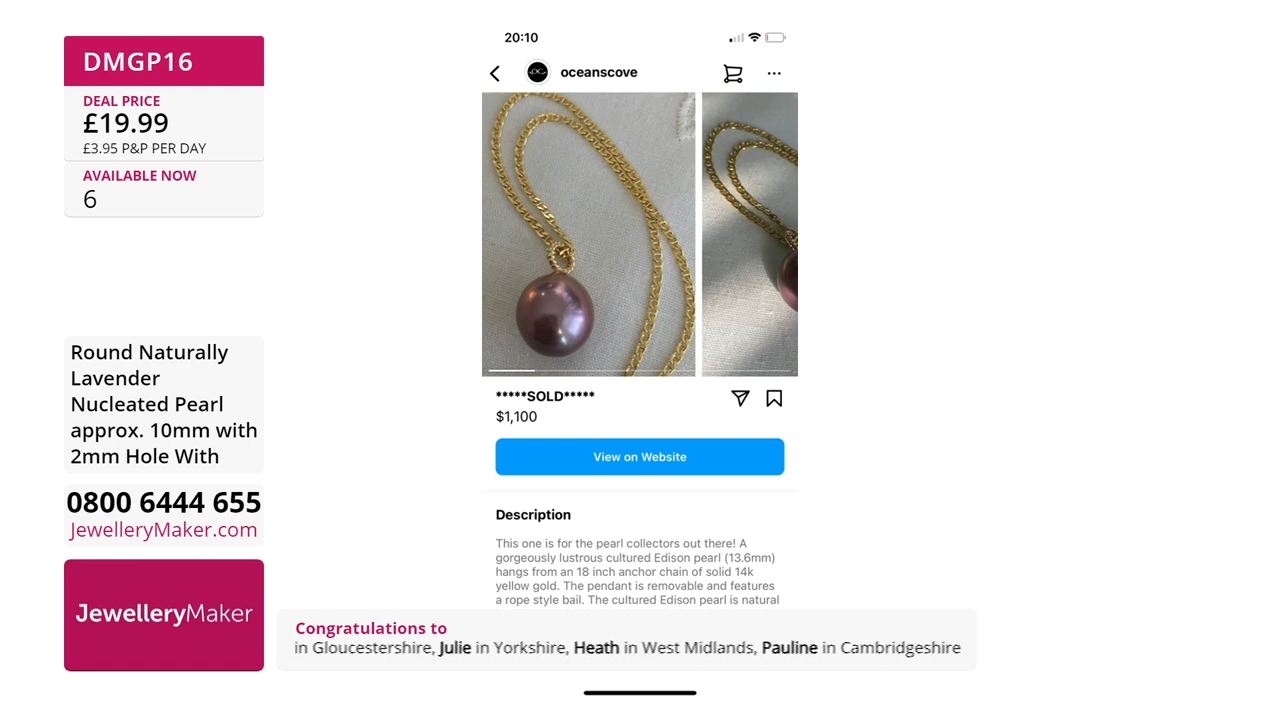 DMGP16
DEAL PRICE
£19.99
£3.95 P&P PER DAY
AVAILABLE NOW
6
Round Naturally
Lavender
Nucleated Pearl
approx. 10mm with
2mm Hole With
0800 6444 655
JewelleryMaker.com
JewelleryMaker
20:10
oceanscove
*****SOLD*****
$1,100
View on Website
Description
This one is for the pearl collectors out there! A
gorgeously lustrous cultured Edison pearl (13.6mm)
hangs from an 18 inch anchor chain of solid 14k
yellow gold. The pendant is removable and features
a rope style bail. The cultured Edison pearl is natural
Congratulations to
in Gloucestershire, Julie in Yorkshire, Heath in West Midlands, Pauline in Cambridgeshire